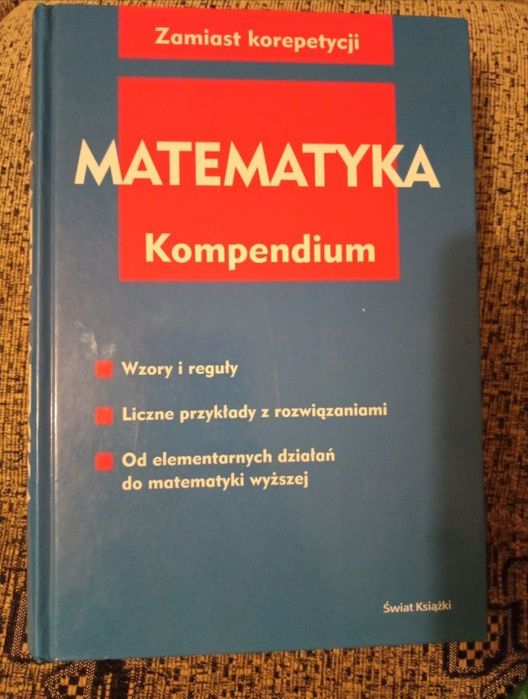 Zamiast korepetycji
MATEMATYKA
Kompendium
Wzory i reguły
Liczne przykłady z rozwiązaniami
Od elementarnych działań
do matematyki wyższej
Świat Książki